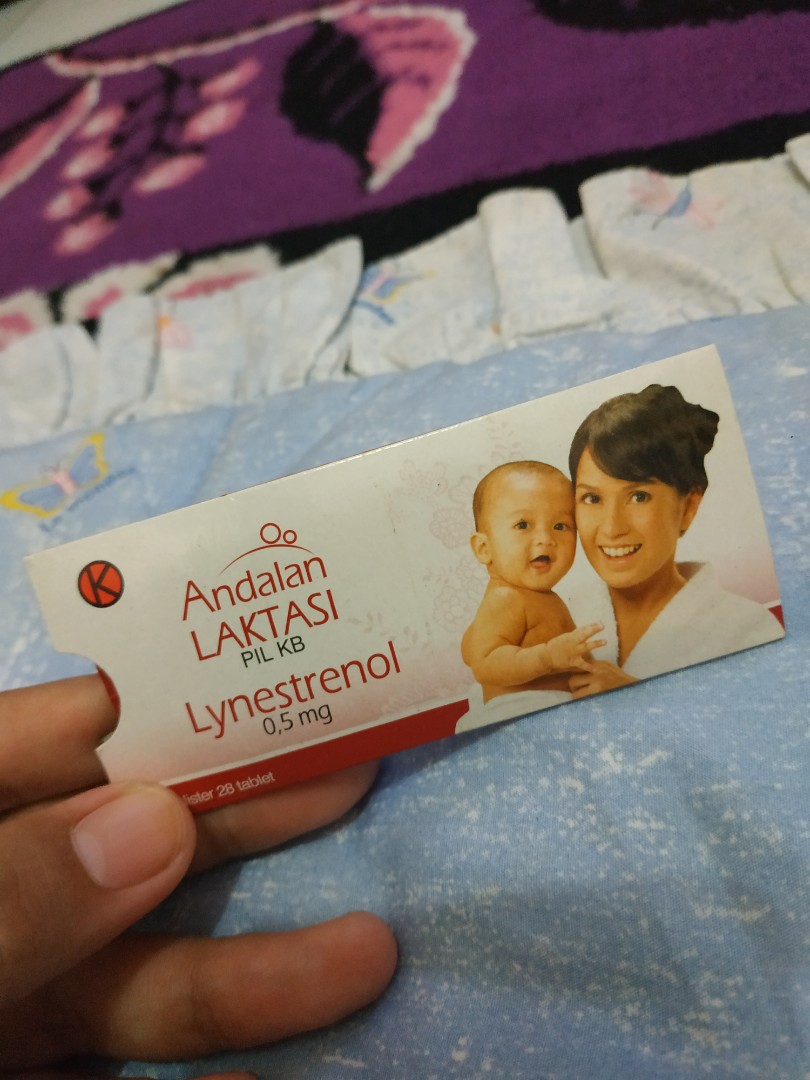 K
Andalan
LAKTASI
PIL KB
Lynestrenol
0,5 mg
28 tablet